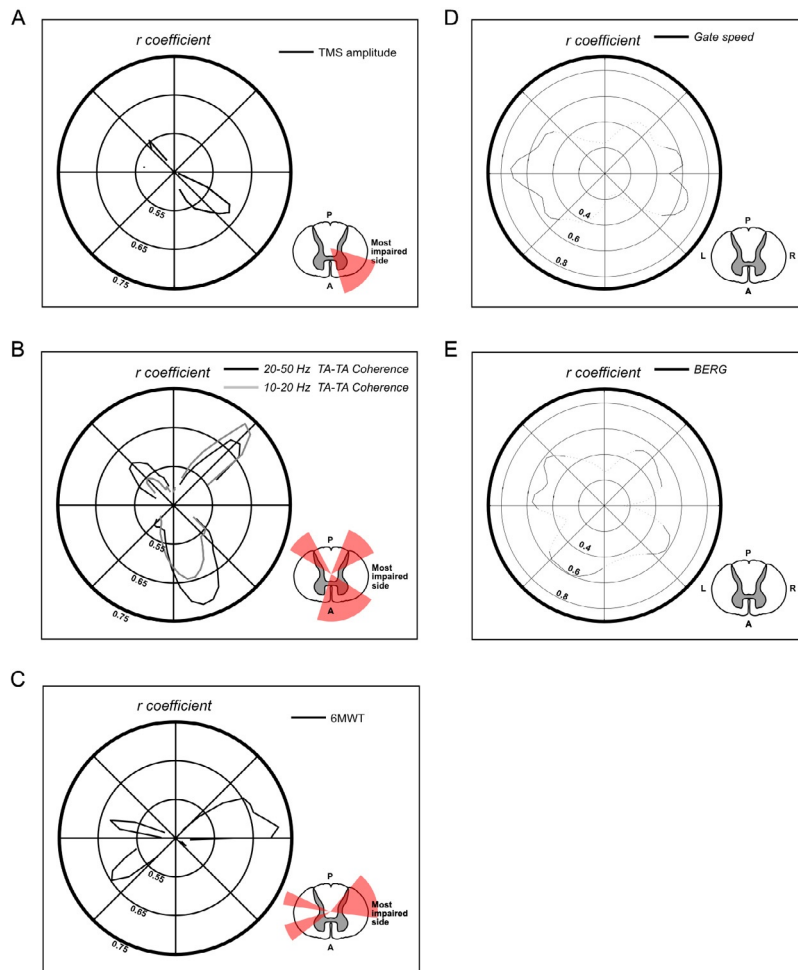 A
r coefficient
TMS amplitude
0.55
0.65
0.75
P
Most
impaired
side
A
B
r coefficient
20-50 Hz TA-TA Coherence
10-20 Hz TA-TA Coherence
0.55
0.65
0.75
P
Most
impaired
side
A
C
r coefficient
6MWT
0.55
0.65
0.75
P
Most
impaired
side
A
D
r coefficient
Gate speed
0.4
0.6
0.8
P
L
R
A
E
r coefficient
BERG
0.4
0.6
0.8
P
L
R
A